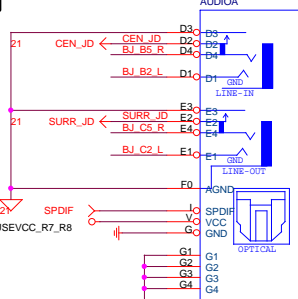 AUDIOA
D3 D3
21 CEN_JD CEN_JD D2 D2
BJ_B5_R D4 D4
BJ_B2_L D1 D1
GND
LINE-IN
E3 E3
21 SURR_JD SURR_JD E2 E2
BJ_C5_R E4 E4
BJ_C2_L E1 E1
GND
LINE-OUT
F0 AGND
21 SPDIF I SPDIF
V VCC
USEVCC_R7_R8 G GND
OPTICAL
G1 G1
G2 G2
G3 G3
G4 G4